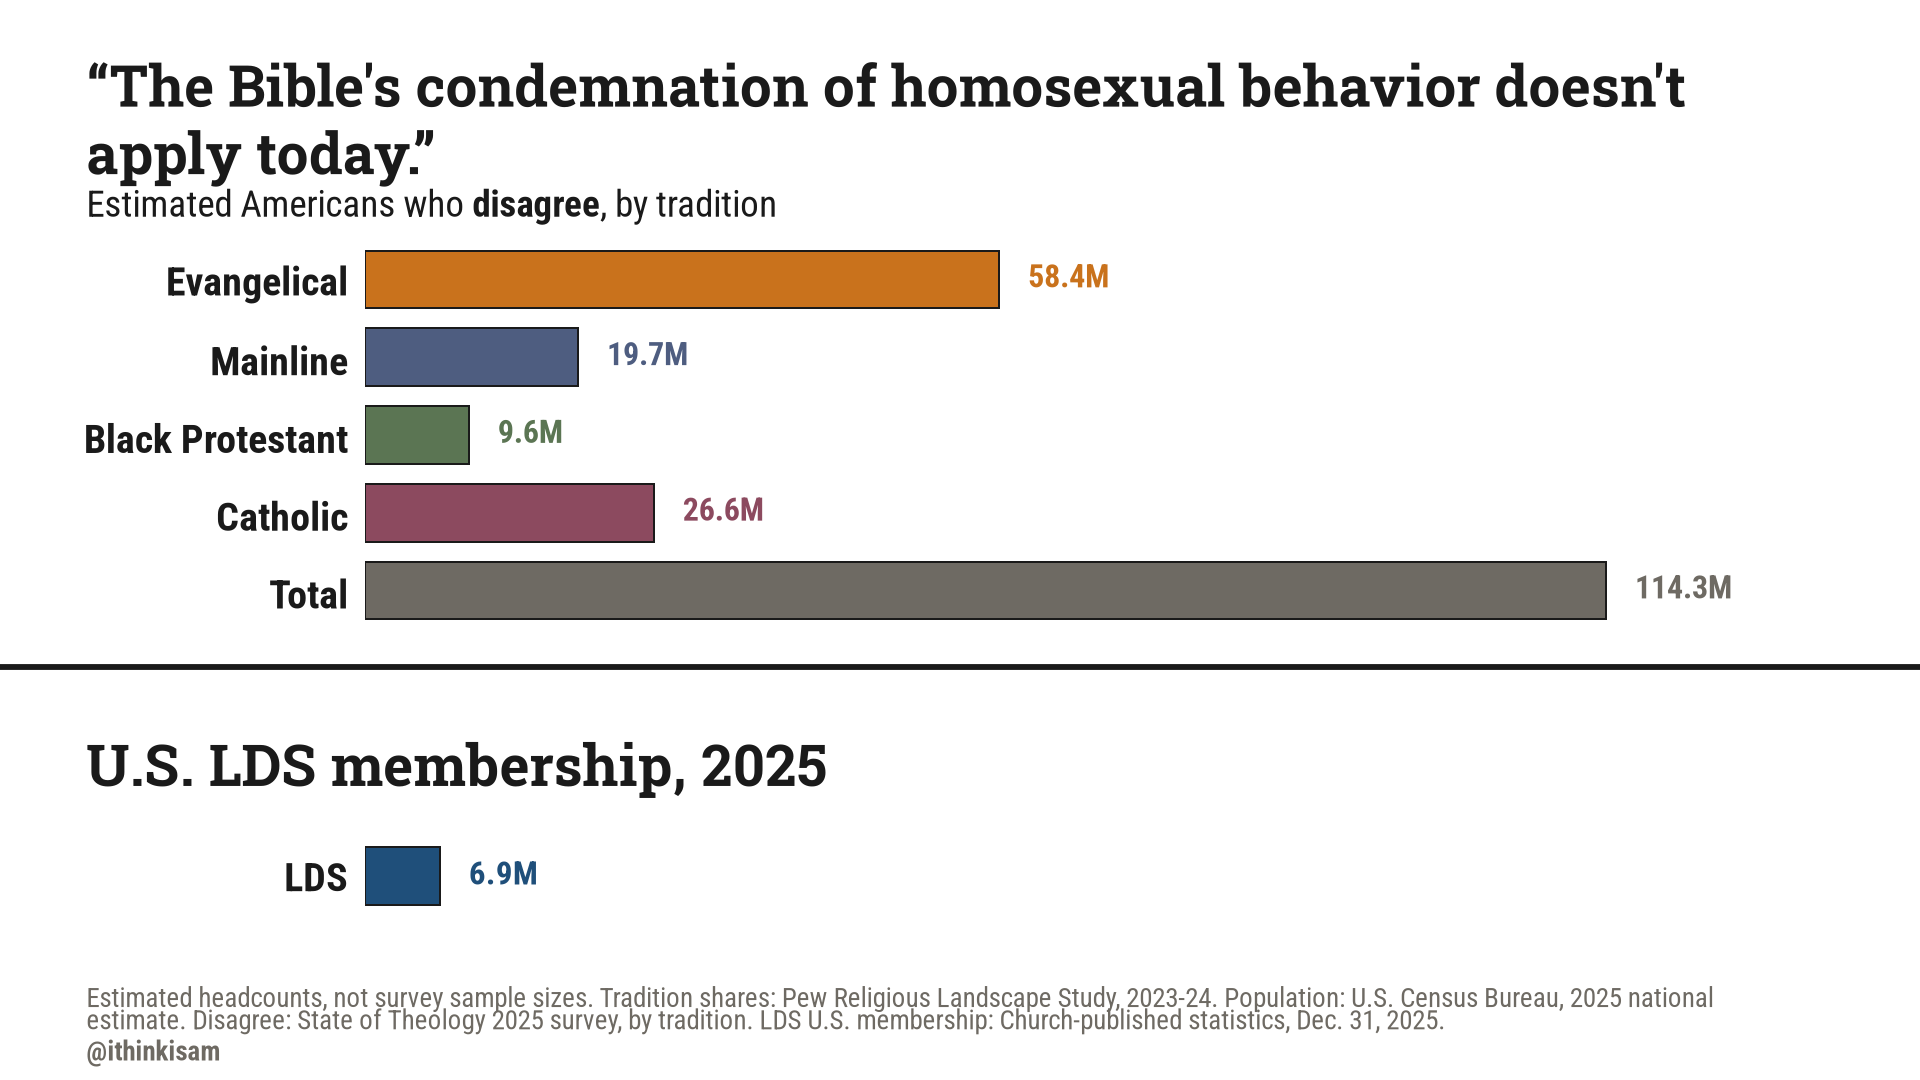 “The Bible's condemnation of homosexual behavior doesn't
apply today.”
Estimated Americans who disagree, by tradition
Evangelical 58.4M
Mainline 19.7M
Black Protestant 9.6M
Catholic 26.6M
Total 114.3M
U.S. LDS membership, 2025
LDS 6.9M
Estimated headcounts, not survey sample sizes. Tradition shares: Pew Religious Landscape Study, 2023-24. Population: U.S. Census Bureau, 2025 national
estimate. Disagree: State of Theology 2025 survey, by tradition. LDS U.S. membership: Church-published statistics, Dec. 31, 2025.
@ithinkisam